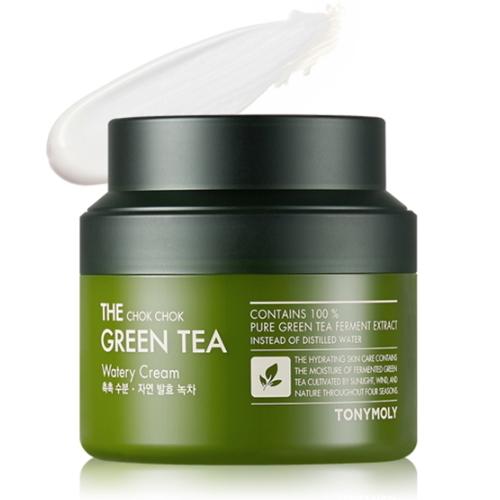 THE CHOK CHOK
GREEN TEA
Watery Cream
촉촉 수분 · 자연 발효 녹차
CONTAINS 100 %
PURE GREEN TEA FERMENT EXTRACT
INSTEAD OF DISTILLED WATER
THE HYDRATING SKIN CARE CONTAINS
THE MOISTURE OF FERMENTED GREEN
TEA CULTIVATED BY SUNLIGHT, WIND, AND
NATURE THROUGHOUT FOUR SEASONS.
TONYMOLY